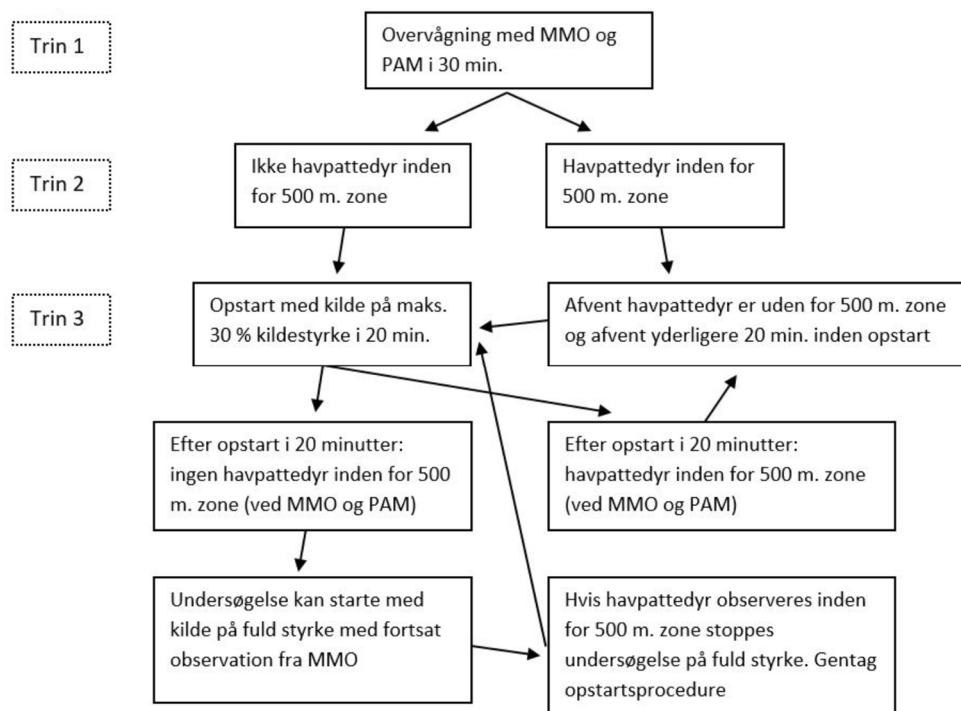 Trin 1
Overvågning med MMO og
PAM i 30 min.
Trin 2
Ikke havpattedyr inden
for 500 m. zone
Havpattedyr inden for
500 m. zone
Trin 3
Opstart med kilde på maks.
30 % kildestyrke i 20 min.
Afvent havpattedyr er uden for 500 m. zone
og afvent yderligere 20 min. inden opstart
Efter opstart i 20 minutter:
ingen havpattedyr inden for 500
m. zone (ved MMO og PAM)
Efter opstart i 20 minutter:
havpattedyr inden for 500 m. zone
(ved MMO og PAM)
Undersøgelse kan starte med
kilde på fuld styrke med fortsat
observation fra MMO
Hvis havpattedyr observeres inden
for 500 m. zone stoppes
undersøgelse på fuld styrke. Gentag
opstartsprocedure